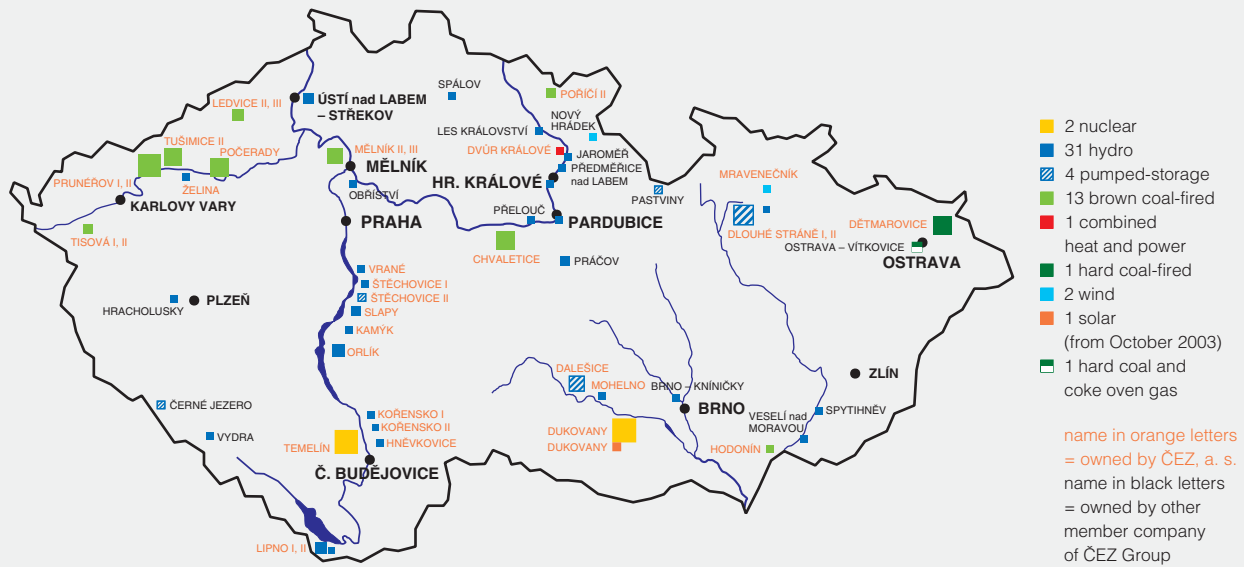 SPÁLOV
POŘÍČÍ II
LEDVICE II, III
ÚSTÍ nad LABEM
– STŘEKOV
NOVÝ
HRÁDEK
LES KRÁLOVSTVÍ
TUŠIMICE II
POČERADY
MĚLNÍK II, III
MĚLNÍK
DVŮR KRÁLOVÉ
JAROMĚŘ
PŘEDMĚŘICE
nad LABEM
PRUNÉŘOV I, II
ŽELINA
OBŘÍSTVÍ
HR. KRÁLOVÉ
PASTVINY
MRAVENEČNÍK
KARLOVY VARY
PRAHA
PŘELOUČ
PARDUBICE
DLOUHÉ STRÁNĚ I, II
DĚTMAROVICE
TISOVÁ I, II
CHVALETICE
PRÁČOV
OSTRAVA – VÍTKOVICE
OSTRAVA
VRANÉ
ŠTĚCHOVICE I
ŠTĚCHOVICE II
SLAPY
KAMÝK
ORLÍK
HRACHOLUSKY
PLZEŇ
DALEŠICE
MOHELNO
BRNO – KNÍNIČKY
BRNO
ZLÍN
ČERNÉ JEZERO
VYDRA
KOŘENSKO I
KOŘENSKO II
HNĚVKOVICE
TEMELÍN
Č. BUDĚJOVICE
DUKOVANY
DUKOVANY
VESELÍ nad
MORAVOU
SPYTIHNĚV
HODONÍN
LIPNO I, II
2 nuclear
31 hydro
4 pumped-storage
13 brown coal-fired
1 combined
heat and power
1 hard coal-fired
2 wind
1 solar
(from October 2003)
1 hard coal and
coke oven gas
name in orange letters
= owned by ČEZ, a. s.
name in black letters
= owned by other
member company
of ČEZ Group